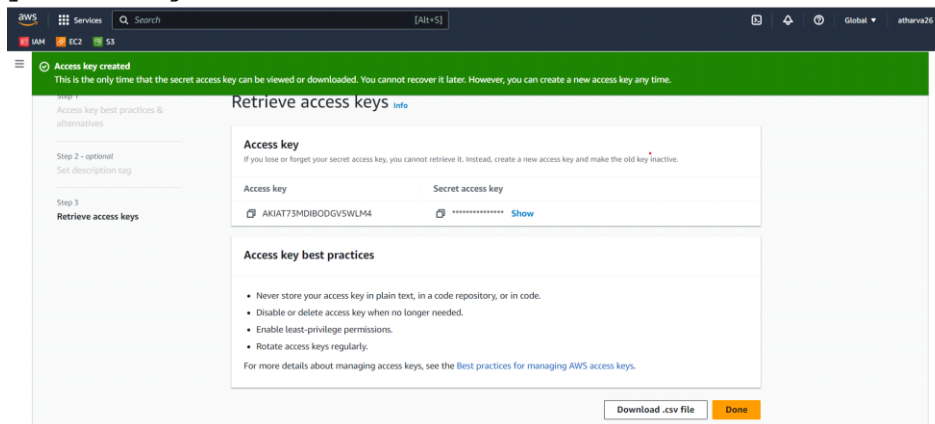 aws
Services
Search
[Alt+S]
Global
atharva26
IAM
EC2
S3
Access key created
This is the only time that the secret access key can be viewed or downloaded. You cannot recover it later. However, you can create a new access key any time.
Step 1
Access key best practices &
alternatives
Step 2 - optional
Set description tag
Step 3
Retrieve access keys
Retrieve access keys Info
Access key
If you lose or forget your secret access key, you cannot retrieve it. Instead, create a new access key and make the old key inactive.
Access key
Secret access key
AKIAT73MDIBODGV5WLM4
*************** Show
Access key best practices
• Never store your access key in plain text, in a code repository, or in code.
• Disable or delete access key when no longer needed.
• Enable least-privilege permissions.
• Rotate access keys regularly.
For more details about managing access keys, see the Best practices for managing AWS access keys.
Download .csv file
Done